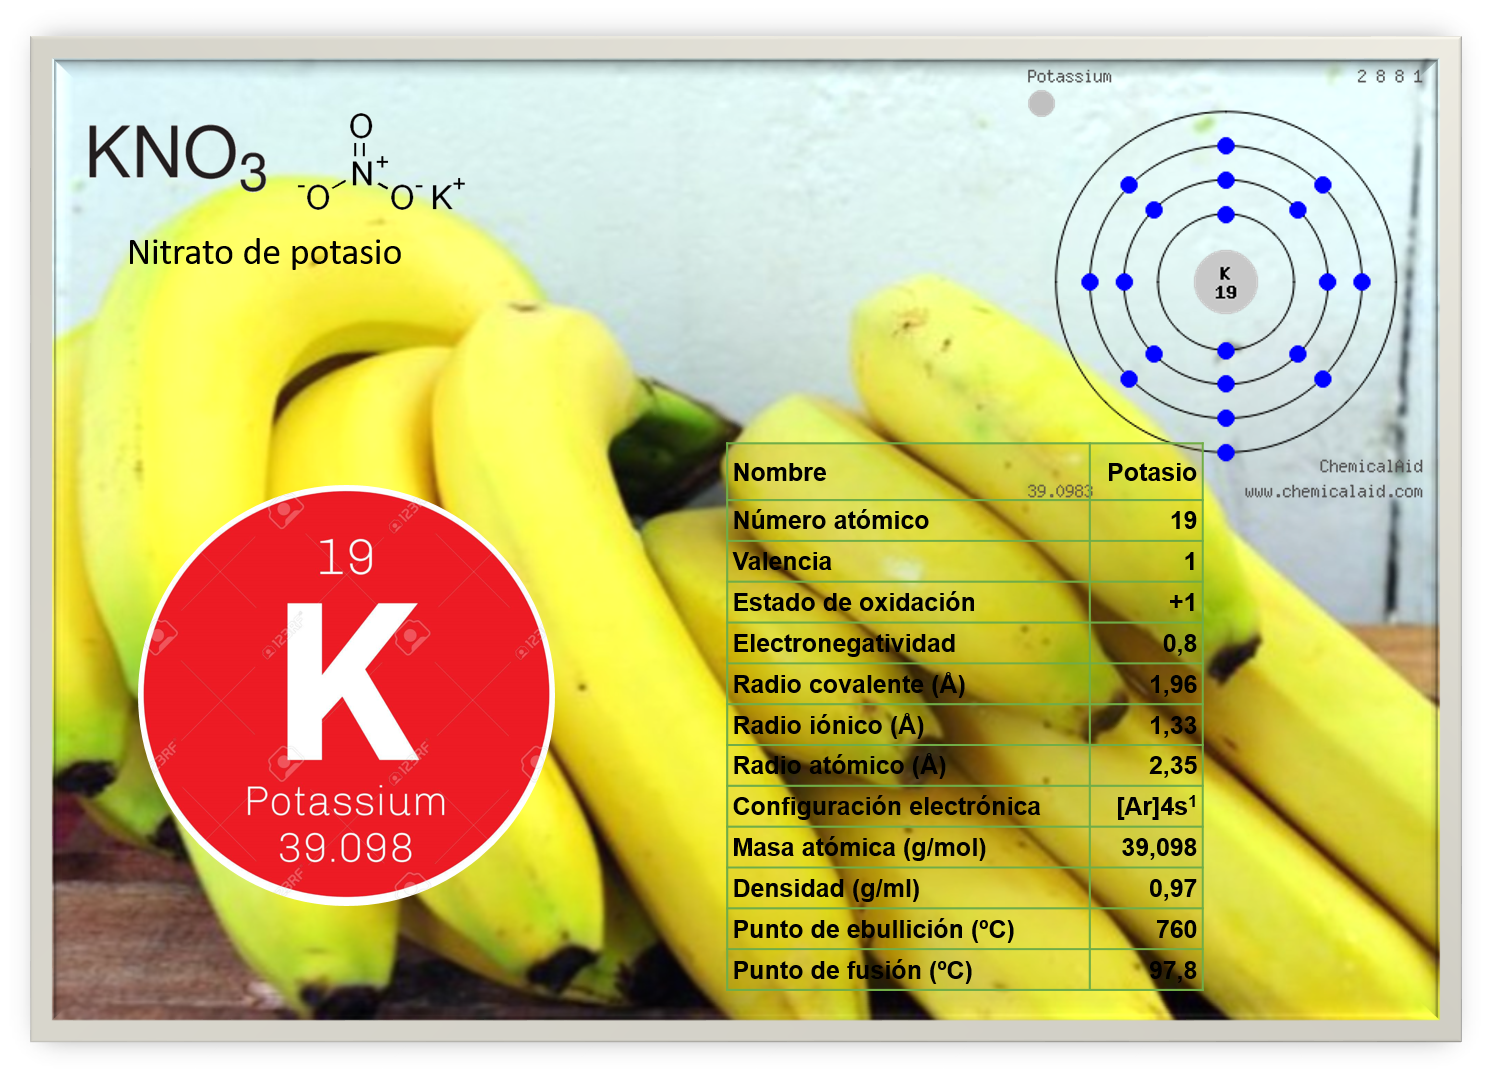 KNO3
O
N+
-O
O- K+
Nitrato de potasio
Potassium
2 8 8 1
K
19
ChemicalAid
39.0983
www.chemicalaid.com
19
K
Potassium
39.098
Nombre Potasio
Número atómico 19
Valencia 1
Estado de oxidación +1
Electronegatividad 0,8
Radio covalente (Å) 1,96
Radio iónico (Å) 1,33
Radio atómico (Å) 2,35
Configuración electrónica [Ar]4s¹
Masa atómica (g/mol) 39,098
Densidad (g/ml) 0,97
Punto de ebullición (ºC) 760
Punto de fusión (ºC) 97,8